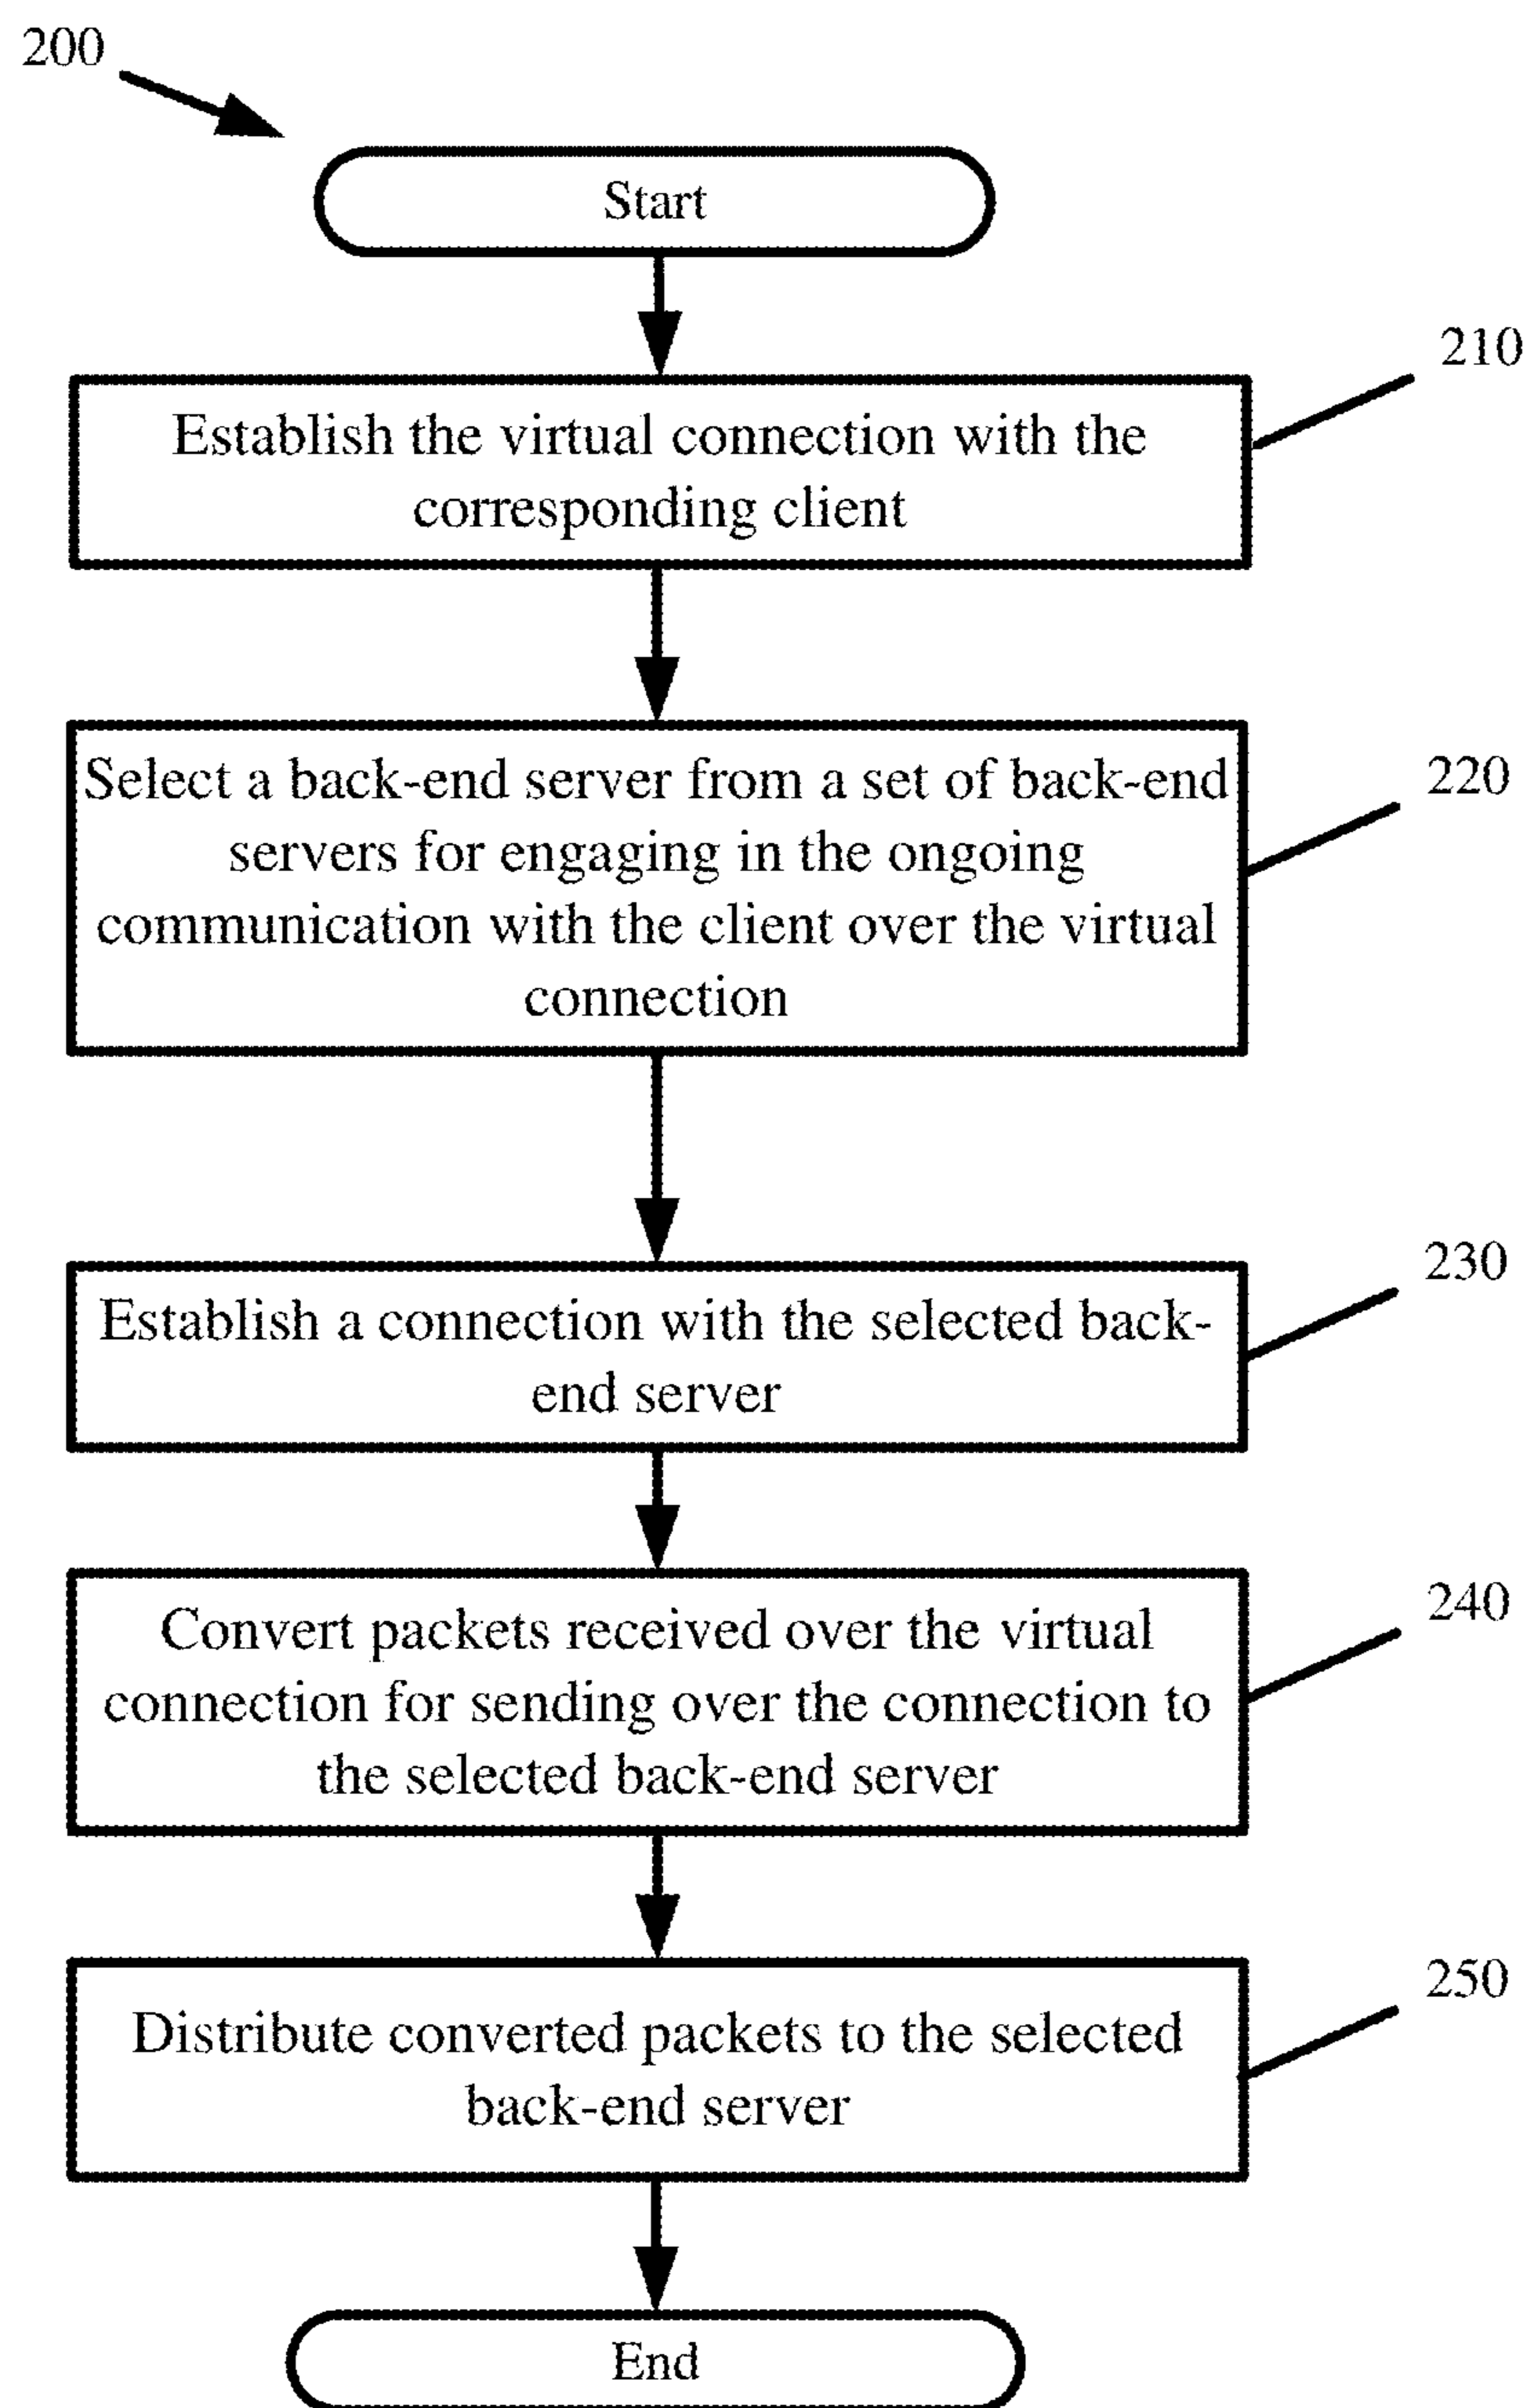 200
Start
210
Establish the virtual connection with the
corresponding client
220
Select a back-end server from a set of back-end
servers for engaging in the ongoing
communication with the client over the virtual
connection
230
Establish a connection with the selected back-
end server
240
Convert packets received over the virtual
connection for sending over the connection to
the selected back-end server
250
Distribute converted packets to the selected
back-end server
End